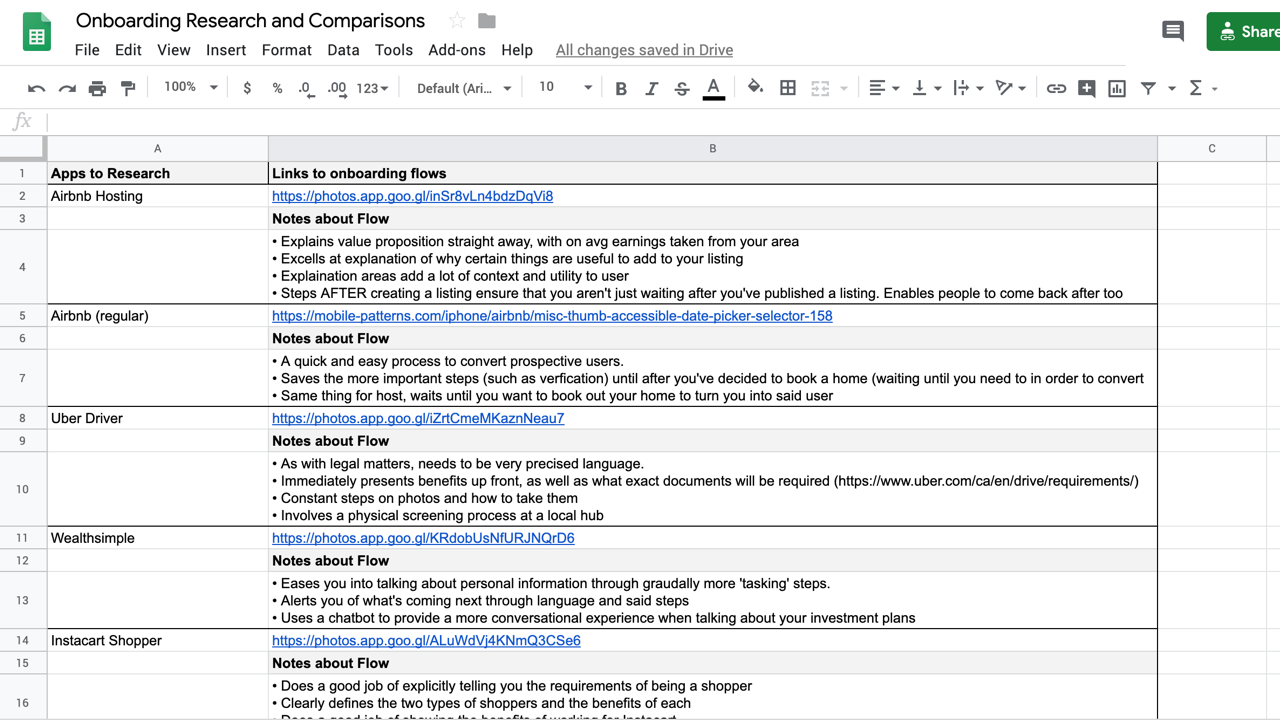 Onboarding Research and Comparisons
File Edit View Insert Format Data Tools Add-ons Help All changes saved in Drive
Share
100% $ % .0 .00 123 Default (Ari... 10 B I S A Σ
fx
A B C
1 Apps to Research Links to onboarding flows
2 Airbnb Hosting https://photos.app.goo.gl/inSr8vLn4bdzDqVi8
3 Notes about Flow
• Explains value proposition straight away, with on avg earnings taken from your area
• Excells at explanation of why certain things are useful to add to your listing
4
• Explaination areas add a lot of context and utility to user
• Steps AFTER creating a listing ensure that you aren't just waiting after you've published a listing. Enables people to come back after too
5 Airbnb (regular) https://mobile-patterns.com/iphone/airbnb/misc-thumb-accessible-date-picker-selector-158
6 Notes about Flow
• A quick and easy process to convert prospective users.
7 • Saves the more important steps (such as verfication) until after you've decided to book a home (waiting until you need to in order to convert
• Same thing for host, waits until you want to book out your home to turn you into said user
8 Uber Driver https://photos.app.goo.gl/iZrtCmeMKaznNeau7
9 Notes about Flow
• As with legal matters, needs to be very precised language.
• Immediately presents benefits up front, as well as what exact documents will be required (https://www.uber.com/ca/en/drive/requirements/)
10
• Constant steps on photos and how to take them
• Involves a physical screening process at a local hub
11 Wealthsimple https://photos.app.goo.gl/KRdobUsNfURJNQrD6
12 Notes about Flow
• Eases you into talking about personal information through graudally more 'tasking' steps.
13 • Alerts you of what's coming next through language and said steps
• Uses a chatbot to provide a more conversational experience when talking about your investment plans
14 Instacart Shopper https://photos.app.goo.gl/ALuWdVj4KNmQ3CSe6
15 Notes about Flow
• Does a good job of explicitly telling you the requirements of being a shopper
16 • Clearly defines the two types of shoppers and the benefits of each
• Does a good job of showing the benefits of working for Instacart